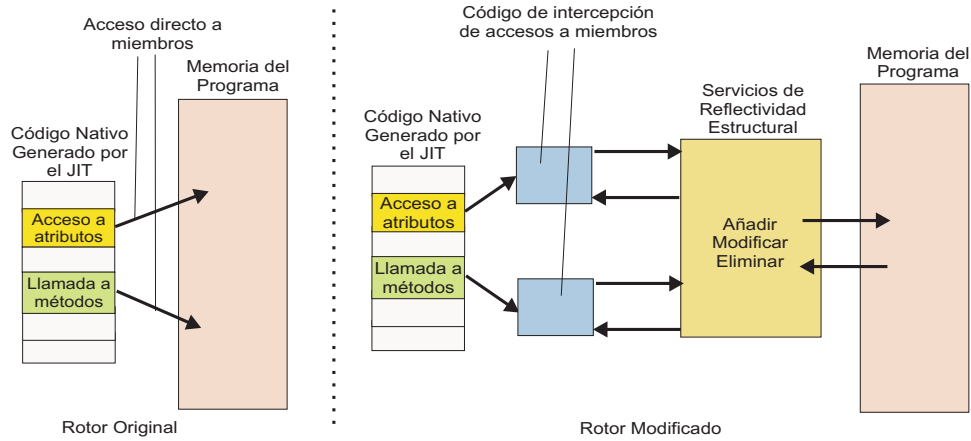 Acceso directo a
miembros
Memoria del
Programa
Código Nativo
Generado por
el JIT
Acceso a
atributos
Llamada a
métodos
Rotor Original
Código de intercepción
de accesos a miembros
Memoria del
Programa
Servicios de
Reflectividad
Estructural
Código Nativo
Generado por
el JIT
Acceso a
atributos
Llamada a
métodos
Añadir
Modificar
Eliminar
Rotor Modificado